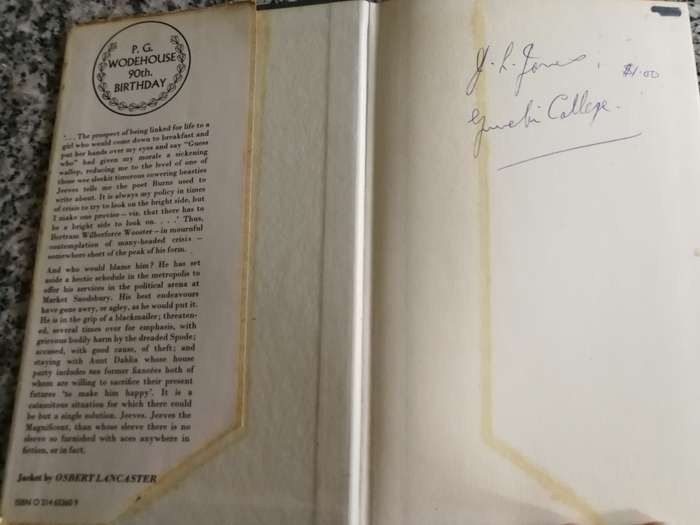 P. G.
WODEHOUSE
90th.
BIRTHDAY
'. . . The prospect of being linked for life to a
girl who would come down to breakfast and
put her hands over my eyes and say "Guess
who" had given my morale a sickening
wallop, reducing me to the level of one of
those wee sleekit timorous cowering beasties
Jeeves tells me the poet Burns used to
write about. It is always my policy in times
of crisis to try to look on the bright side, but
I make one proviso – viz. that there has to
be a bright side to look on. . . .' Thus,
Bertram Wilberforce Wooster – in mournful
contemplation of many-headed crisis –
somewhere short of the peak of his form.
And who would blame him? He has set
aside a hectic schedule in the metropolis to
offer his services in the political arena at
Market Snodsbury. His best endeavours
have gone awry, or agley, as he would put it.
He is in the grip of a blackmailer; threaten-
ed, several times over for emphasis, with
grievous bodily harm by the dreaded Spode;
accused, with good cause, of theft; and
staying with Aunt Dahlia whose house
party includes two former fiancées both of
whom are willing to sacrifice their present
futures 'to make him happy'. It is a
calamitous situation for which there could
be but a single solution. Jeeves. Jeeves the
Magnificent, than whose sleeve there is no
sleeve so furnished with aces anywhere in
fiction, or in fact.
Jacket by OSBERT LANCASTER
ISBN 0 214 65360 9
J. L. Jones.
$1.00
College.